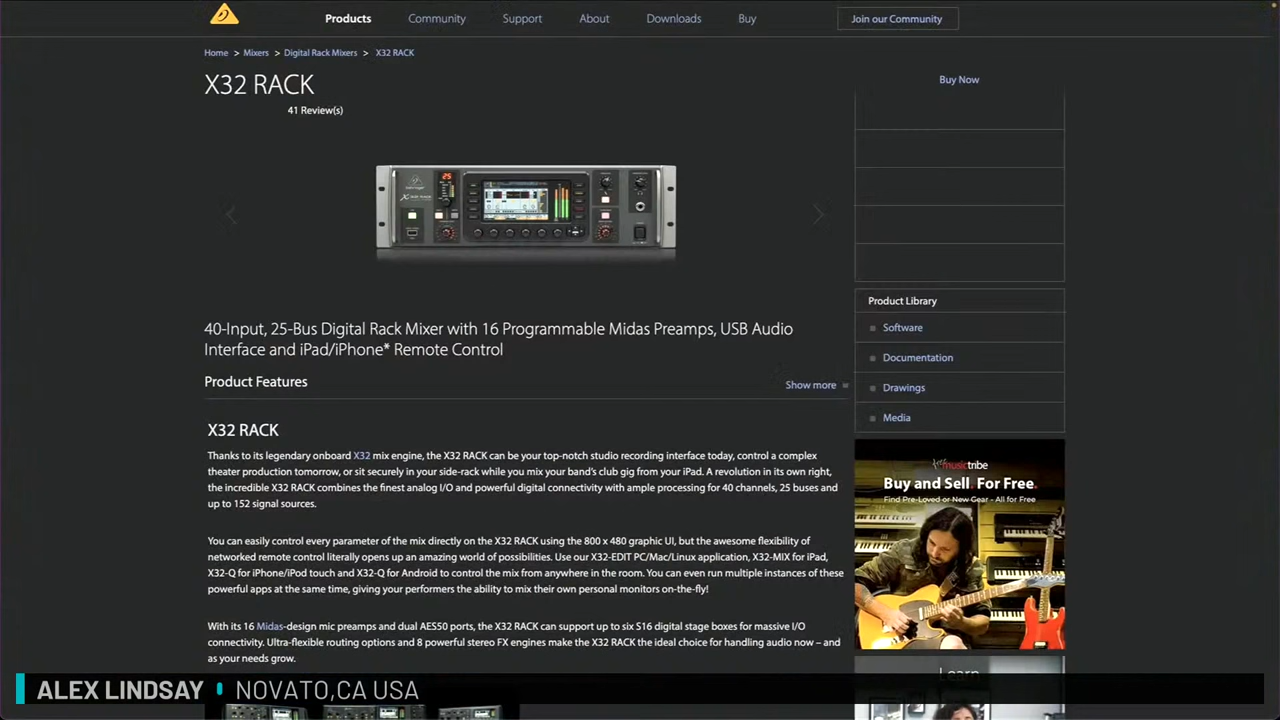 Products
Community
Support
About
Downloads
Buy
Join our Community
Home > Mixers > Digital Rack Mixers > X32 RACK
X32 RACK
Buy Now
41 Review(s)
25
40-Input, 25-Bus Digital Rack Mixer with 16 Programmable Midas Preamps, USB Audio
Interface and iPad/iPhone* Remote Control
Product Features
Show more
Product Library
Software
Documentation
Drawings
Media
X32 RACK
Thanks to its legendary onboard X32 mix engine, the X32 RACK can be your top-notch studio recording interface today, control a complex
theater production tomorrow, or sit securely in your side-rack while you mix your band's club gig from your iPad. A revolution in its own right,
the incredible X32 RACK combines the finest analog I/O and powerful digital connectivity with ample processing for 40 channels, 25 buses and
up to 152 signal sources.
You can easily control every parameter of the mix directly on the X32 RACK using the 800 x 480 graphic UI, but the awesome flexibility of
networked remote control literally opens up an amazing world of possibilities. Use our X32-EDIT PC/Mac/Linux application, X32-MIX for iPad,
X32-Q for iPhone/iPod touch and X32-Q for Android to control the mix from anywhere in the room. You can even run multiple instances of these
powerful apps at the same time, giving your performers the ability to mix their own personal monitors on-the-fly!
With its 16 Midas-design mic preamps and dual AES50 ports, the X32 RACK can support up to six S16 digital stage boxes for massive I/O
connectivity. Ultra-flexible routing options and 8 powerful stereo FX engines make the X32 RACK the ideal choice for handling audio now – and
as your needs grow.
musictribe
Buy and Sell. For Free.
Find Pre-Loved or New Gear - All for Free
Learn
ALEX LINDSAY
NOVATO,CA USA